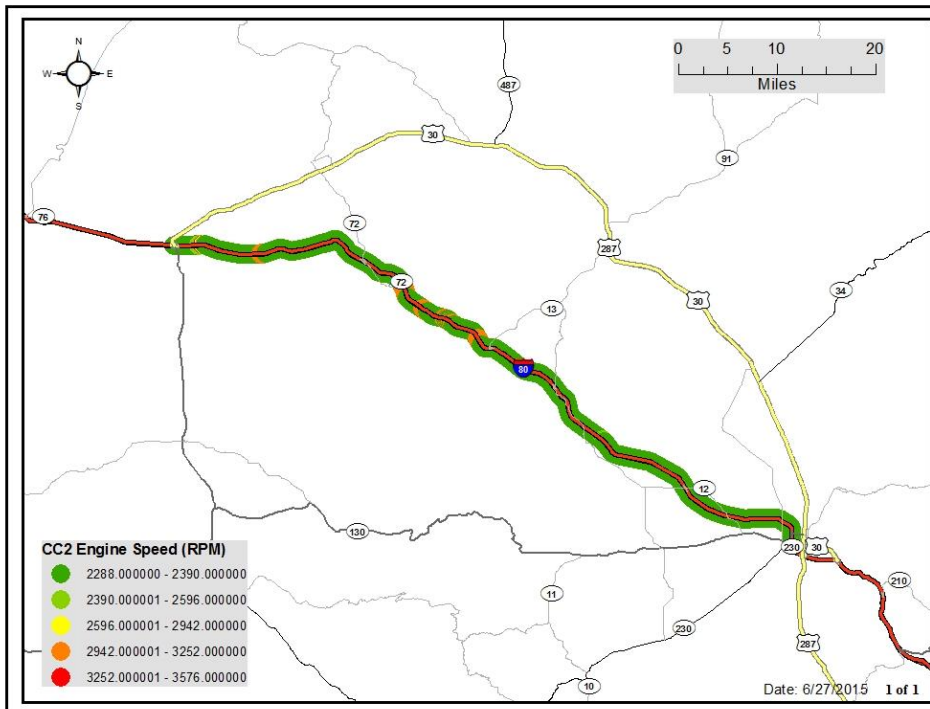 N
W E
S
0 5 10 20
Miles
487
30
91
76
72
287
72
30
34
13
80
12
130
230
30
210
11
230
287
10
CC2 Engine Speed (RPM)
2288.000000 - 2390.000000
2390.000001 - 2596.000000
2596.000001 - 2942.000000
2942.000001 - 3252.000000
3252.000001 - 3576.000000
Date: 6/27/2015 1 of 1